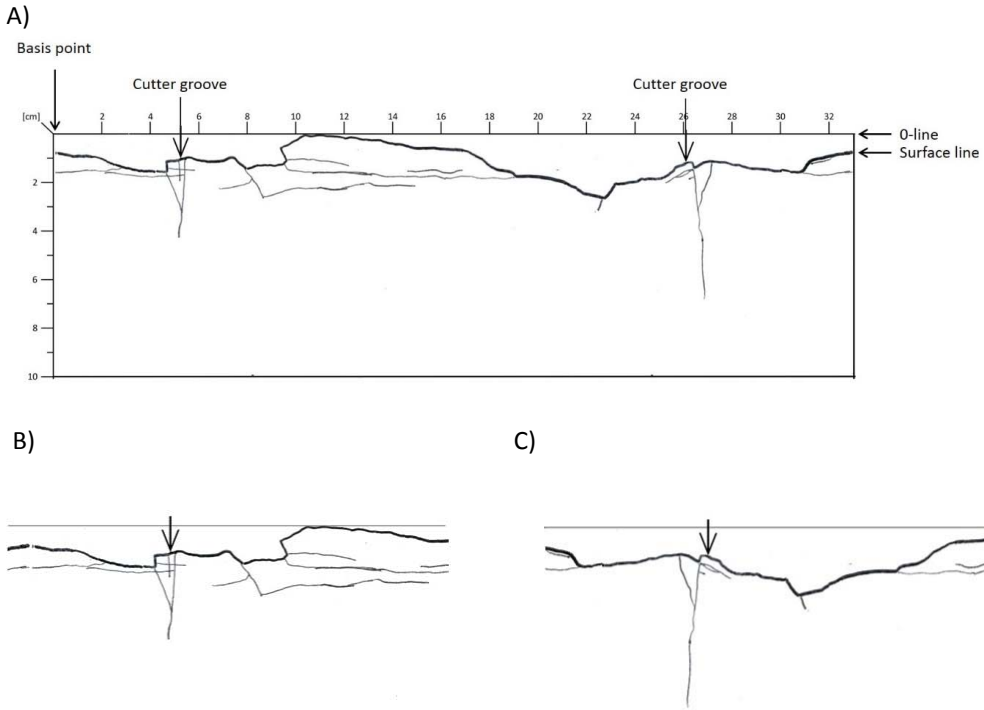 A)
Basis point
Cutter groove
Cutter groove
[cm] 2 4 6 8 10 12 14 16 18 20 22 24 26 28 30 32
0-line
Surface line
2
4
6
8
10
B)
C)